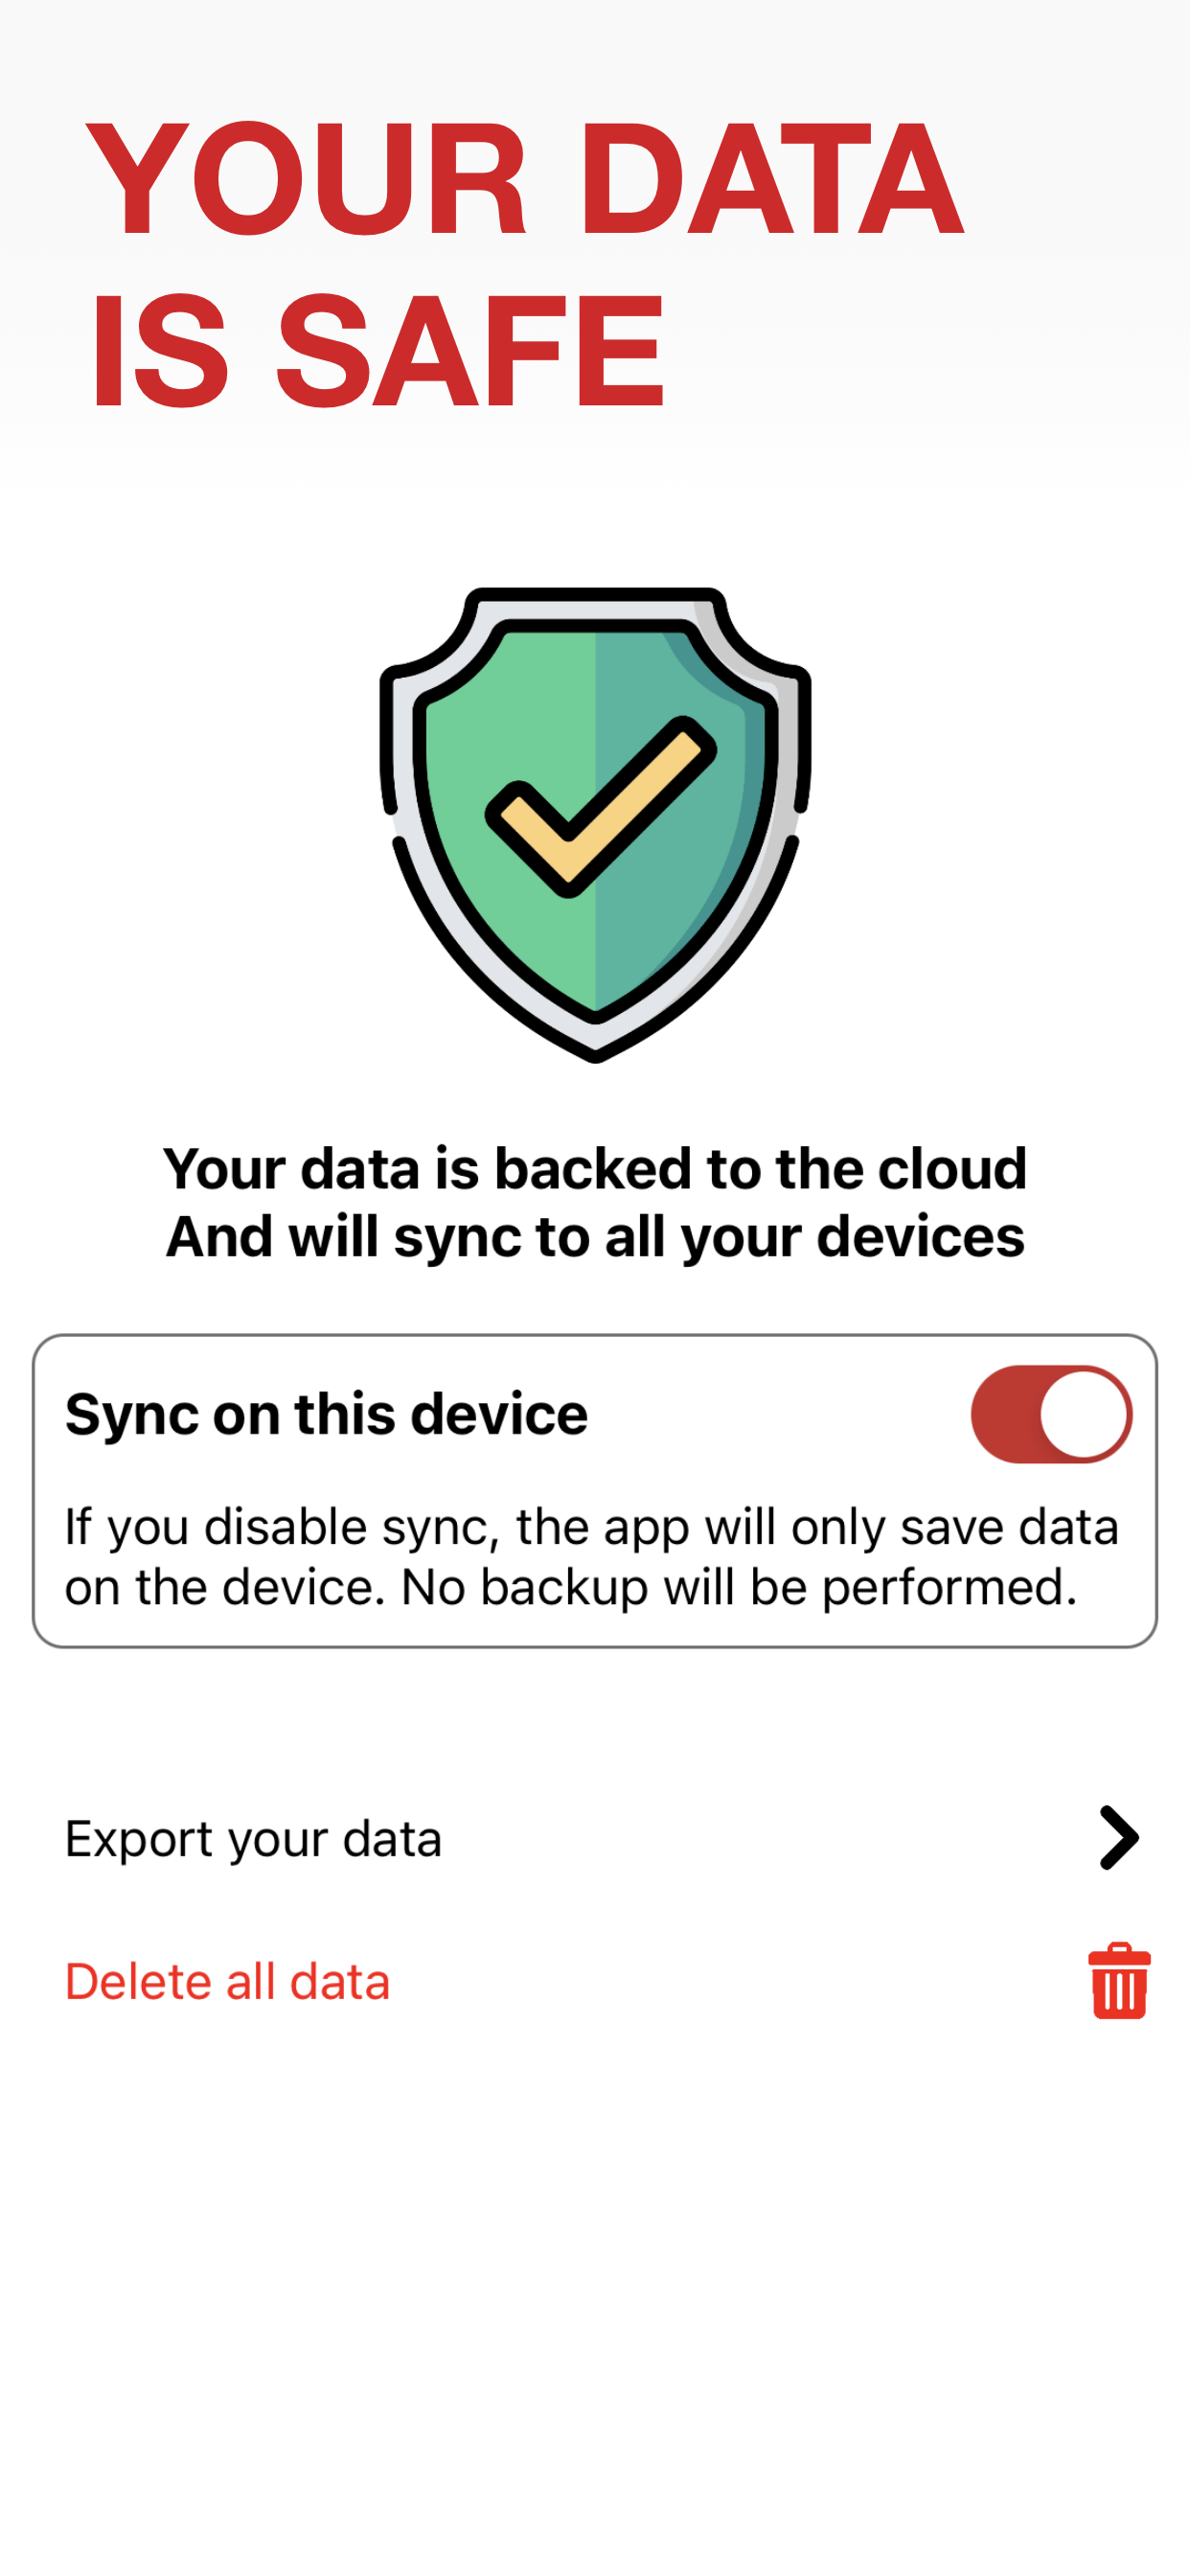 YOUR DATA
IS SAFE
Your data is backed to the cloud
And will sync to all your devices
Sync on this device
If you disable sync, the app will only save data
on the device. No backup will be performed.
Export your data
Delete all data